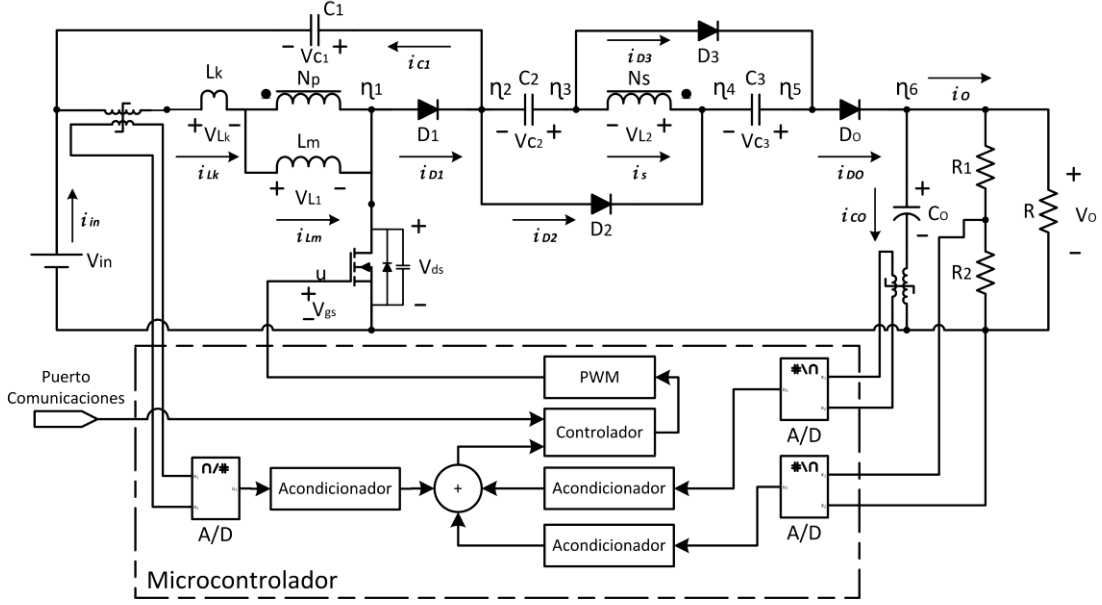 C1
− Vc1 +
iC1
iD3
D3
Lk
Np
η1
η2
C2
η3
Ns
η4
C3
η5
η6
iO
+ VLk −
D1
− Vc2 +
− VL2 +
− Vc3 +
DO
R1
iLk
Lm
iD1
is
iDO
+ VL1 −
iD2
D2
iCO
+
CO
−
R
+
VO
−
iin
iLm
Vin
u
+
Vds
−
+
Vgs
−
R2
Puerto
Comunicaciones
PWM
#\n
A/D
Controlador
n/#
Acondicionador
+
Acondicionador
#\n
A/D
A/D
Acondicionador
Microcontrolador